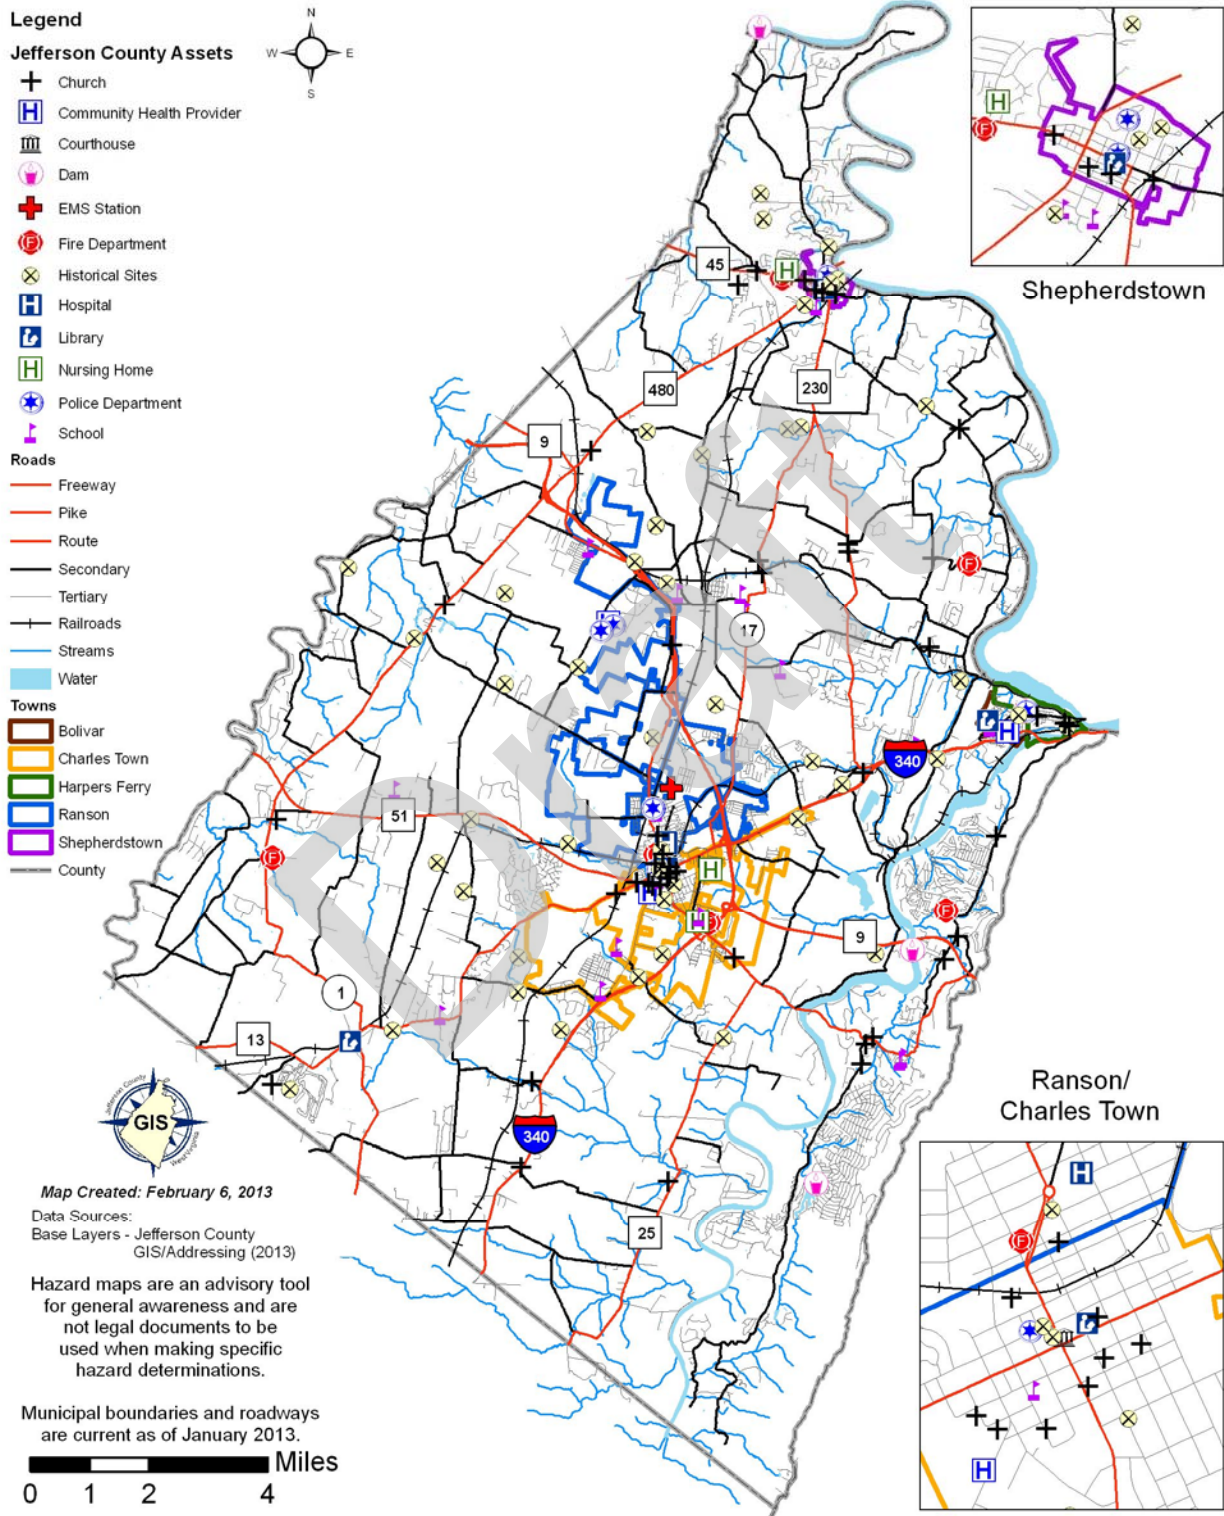 Legend
Jefferson County Assets
Church
Community Health Provider
Courthouse
Dam
EMS Station
Fire Department
Historical Sites
Hospital
Library
Nursing Home
Police Department
School
Roads
Freeway
Pike
Route
Secondary
Tertiary
Railroads
Streams
Water
Towns
Bolivar
Charles Town
Harpers Ferry
Ranson
Shepherdstown
County
N
W
E
S
Shepherdstown
45
480
230
9
17
340
51
9
1
13
340
25
Draft
Jefferson County
GIS
West Virginia
Map Created: February 6, 2013
Data Sources:
Base Layers - Jefferson County
GIS/Addressing (2013)
Hazard maps are an advisory tool
for general awareness and are
not legal documents to be
used when making specific
hazard determinations.
Municipal boundaries and roadways
are current as of January 2013.
Miles
0 1 2 4
Ranson/
Charles Town